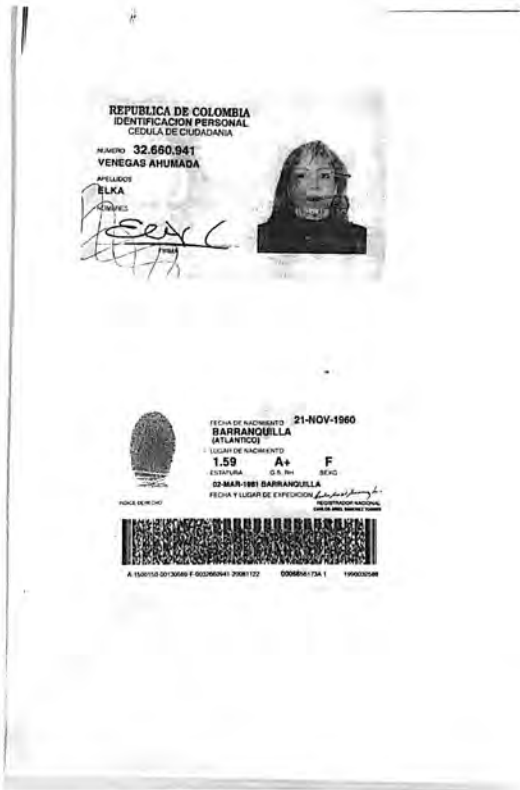 REPUBLICA DE COLOMBIA
IDENTIFICACION PERSONAL
CEDULA DE CIUDADANIA
NUMERO 32.660.941
VENEGAS AHUMADA
APELLIDOS
ELKA
NOMBRES
FIRMA
FECHA DE NACIMIENTO 21-NOV-1960
BARRANQUILLA
(ATLANTICO)
LUGAR DE NACIMIENTO
1.59 A+ F
ESTATURA G.S. RH SEXO
02-MAR-1981 BARRANQUILLA
FECHA Y LUGAR DE EXPEDICION
INDICE DERECHO
REGISTRADOR NACIONAL